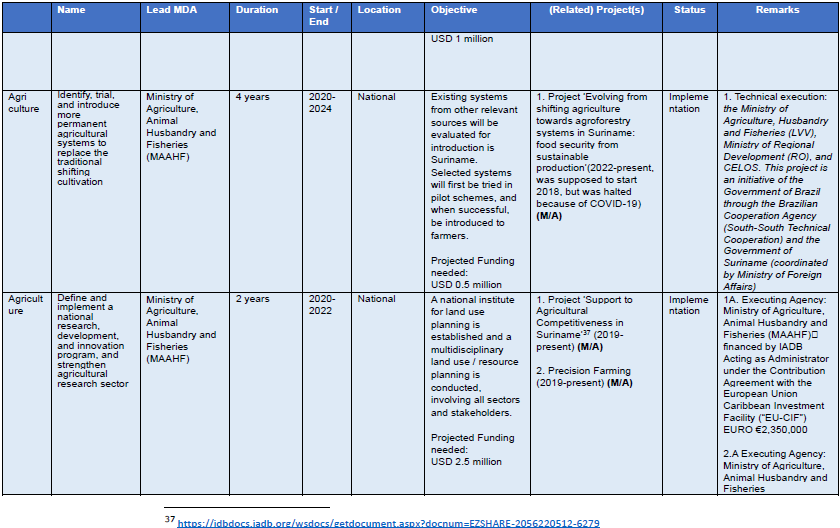 Name
Lead MDA
Duration
Start /
End
Location
Objective
(Related) Project(s)
Status
Remarks
USD 1 million
Agri
culture
Identify, trial,
and introduce
more
permanent
agricultural
systems to
replace the
traditional
shifting
cultivation
Ministry of
Agriculture,
Animal
Husbandry and
Fisheries
(MAAHF)
4 years
2020-
2024
National
Existing systems
from other relevant
sources will be
evaluated for
introduction is
Suriname.
Selected systems
will first be tried in
pilot schemes, and
when successful,
be introduced to
farmers.
Projected Funding
needed:
USD 0.5 million
1. Project 'Evolving from
shifting agriculture
towards agroforestry
systems in Suriname:
food security from
sustainable
production'(2022-present,
was supposed to start
2018, but was halted
because of COVID-19)
(M/A)
Impleme
ntation
1. Technical execution:
the Ministry of
Agriculture, Husbandry
and Fisheries (LVV),
Ministry of Regional
Development (RO), and
CELOS. This project is
an initiative of the
Government of Brazil
through the Brazilian
Cooperation Agency
(South-South Technical
Cooperation) and the
Government of
Suriname (coordinated
by Ministry of Foreign
Affairs)
Agricult
ure
Define and
implement a
national
research,
development,
and innovation
program, and
strengthen
agricultural
research sector
Ministry of
Agriculture,
Animal
Husbandry and
Fisheries
(MAAHF)
2 years
2020-
2022
National
A national institute
for land use
planning is
established and a
multidisciplinary
land use / resource
planning is
conducted,
involving all sectors
and stakeholders.
Projected Funding
needed:
USD 2.5 million
1. Project 'Support to
Agricultural
Competitiveness in
Suriname'37 (2019-
present) (M/A)
2. Precision Farming
(2019-present) (M/A)
Impleme
ntation
1A. Executing Agency:
Ministry of Agriculture,
Animal Husbandry and
Fisheries (MAAHF)
financed by IADB
Acting as Administrator
under the Contribution
Agreement with the
European Union
Caribbean Investment
Facility ("EU-CIF")
EURO €2,350,000
2.A Executing Agency:
Ministry of Agriculture,
Animal Husbandry and
Fisheries
37 https://idbdocs.iadb.org/wsdocs/getdocument.aspx?docnum=EZSHARE-2056220512-6279